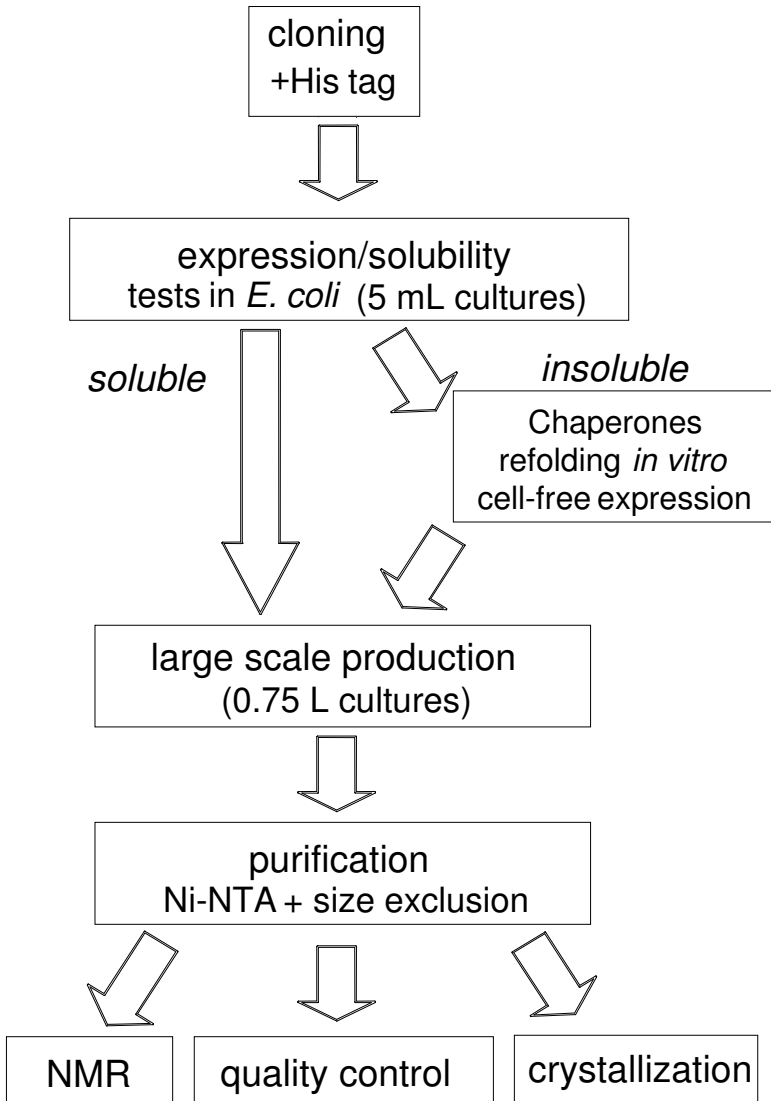 cloning
+His tag
expression/solubility
tests in E. coli (5 mL cultures)
soluble
insoluble
Chaperones
refolding in vitro
cell-free expression
large scale production
(0.75 L cultures)
purification
Ni-NTA + size exclusion
NMR
quality control
crystallization